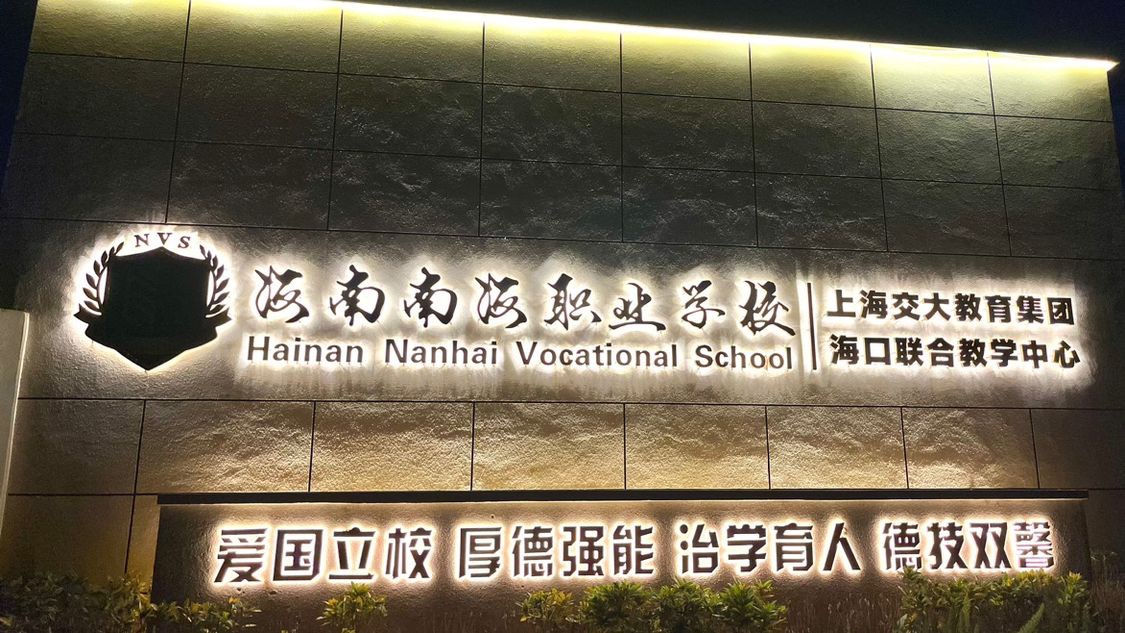 NVS
海南南海职业学校
Hainan Nanhai Vocational School
上海交大教育集团
海口联合教学中心
爱国立校 厚德强能 治学育人 德技双馨